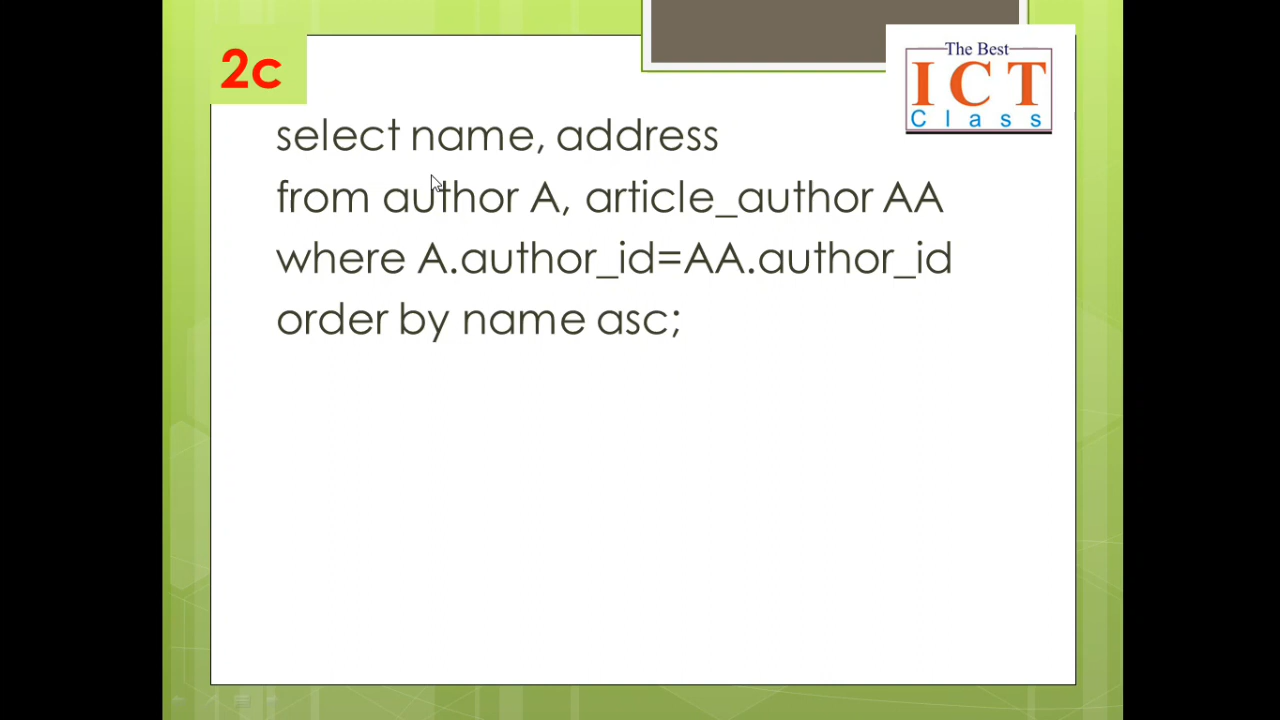 2c
The Best
ICT
Class
select name, address
from author A, article_author AA
where A.author_id=AA.author_id
order by name asc;